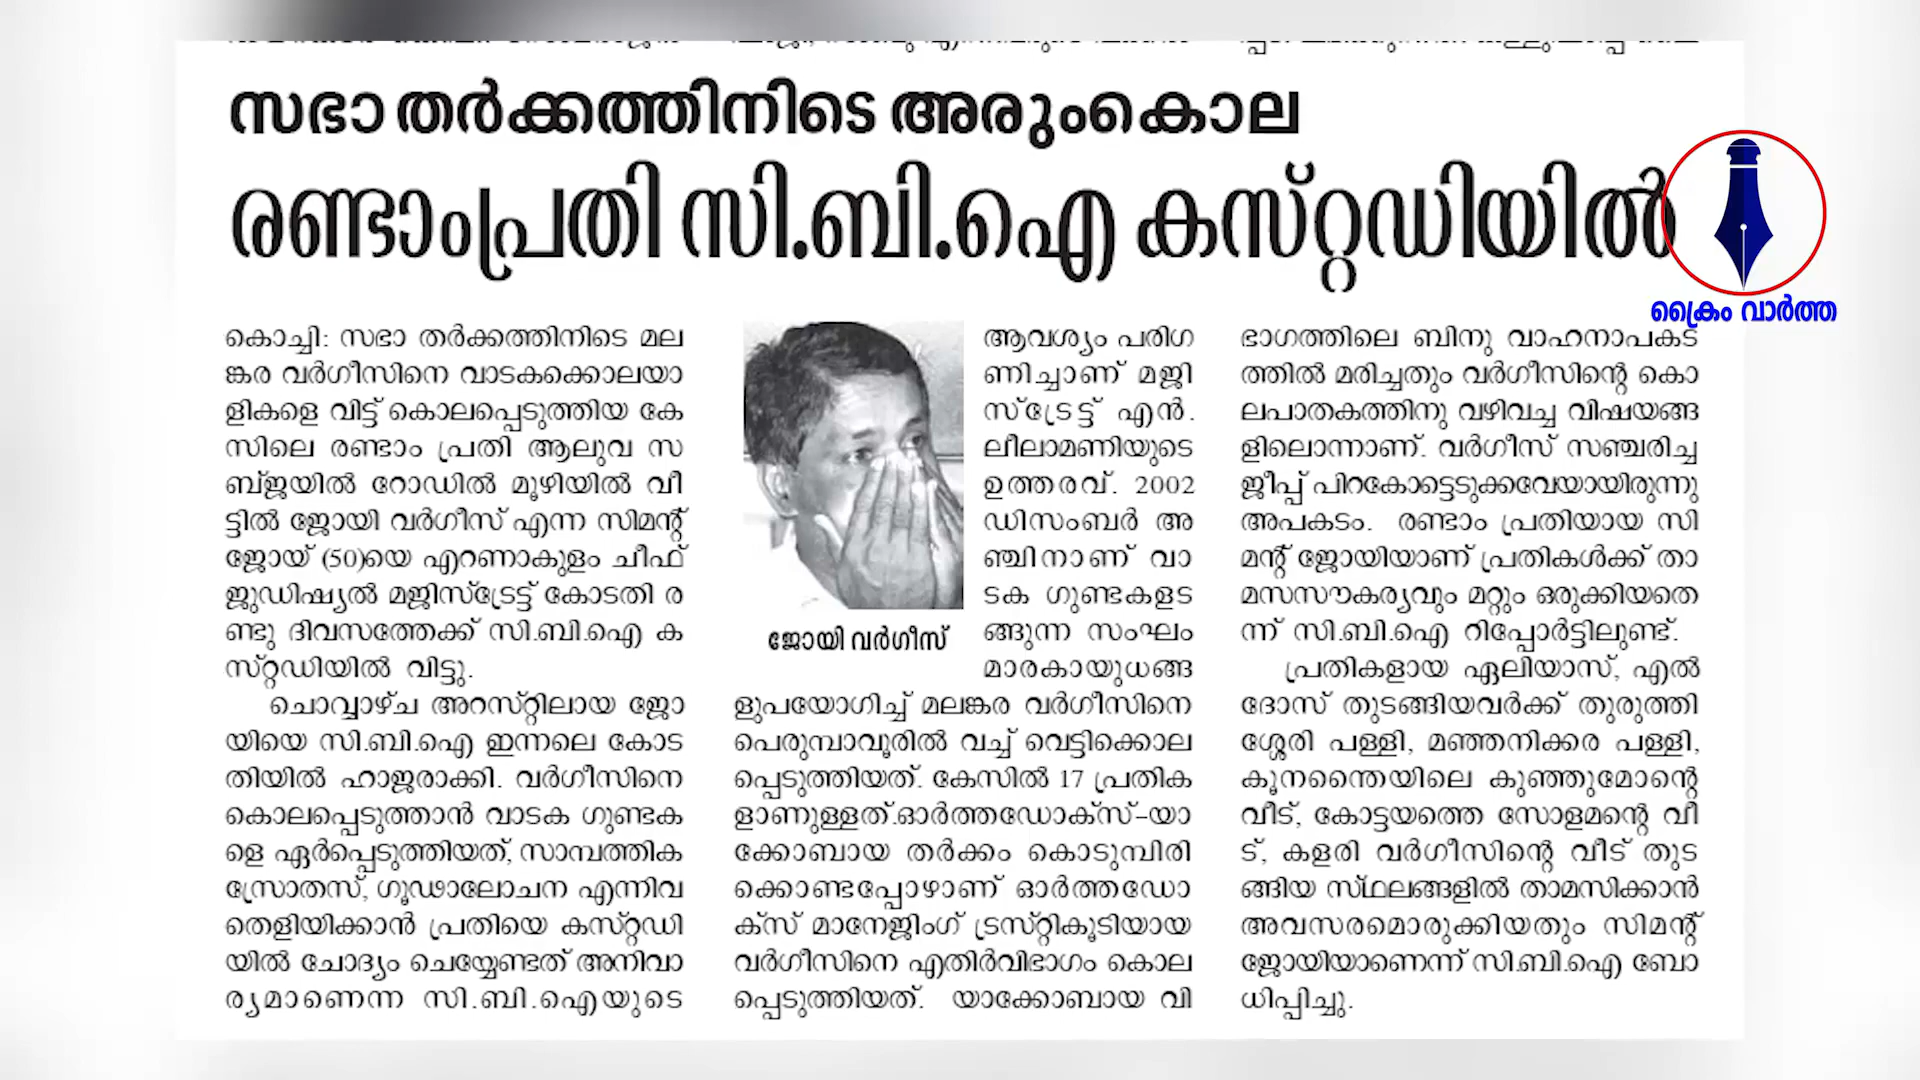 സഭാ തർക്കത്തിനിടെ അരുംകൊല
രണ്ടാംപ്രതി സി.ബി.ഐ കസ്റ്റഡിയിൽ
ക്രൈം വാർത്ത
കൊച്ചി: സഭാ തർക്കത്തിനിടെ മല
ങ്കര വർഗീസിനെ വാടകക്കൊലയാ
ളികളെ വിട്ട് കൊലപ്പെടുത്തിയ കേ
സിലെ രണ്ടാം പ്രതി ആലുവ സ
ബ്ജയിൽ റോഡിൽ മൂഴിയിൽ വീ
ട്ടിൽ ജോയി വർഗീസ് എന്ന സിമന്റ്
ജോയ് (50)യെ എറണാകുളം ചീഫ്
ജുഡിഷ്യൽ മജിസ്ട്രേട്ട് കോടതി ര
ണ്ടു ദിവസത്തേക്ക് സി.ബി.ഐ ക
സ്റ്റഡിയിൽ വിട്ടു.
ചൊവ്വാഴ്ച അറസ്റ്റിലായ ജോ
യിയെ സി.ബി.ഐ ഇന്നലെ കോട
തിയിൽ ഹാജരാക്കി. വർഗീസിനെ
കൊലപ്പെടുത്താൻ വാടക ഗുണ്ടക
ളെ ഏർപ്പെടുത്തിയത്, സാമ്പത്തിക
സ്രോതസ്, ഗൂഢാലോചന എന്നിവ
തെളിയിക്കാൻ പ്രതിയെ കസ്റ്റഡി
യിൽ ചോദ്യം ചെയ്യേണ്ടത് അനിവാ
ര്യമാണെന്ന സി.ബി.ഐയുടെ
ജോയി വർഗീസ്
ആവശ്യം പരിഗ
ണിച്ചാണ് മജി
സ്ട്രേട്ട് എൻ.
ലീലാമണിയുടെ
ഉത്തരവ്. 2002
ഡിസംബർ അ
ഞ്ചിനാണ് വാ
ടക ഗുണ്ടകളട
ങ്ങുന്ന സംഘം
മാരകായുധങ്ങ
ളുപയോഗിച്ച് മലങ്കര വർഗീസിനെ
പെരുമ്പാവൂരിൽ വച്ച് വെട്ടിക്കൊല
പ്പെടുത്തിയത്. കേസിൽ 17 പ്രതിക
ളാണുള്ളത്.ഓർത്തഡോക്സ്-യാ
ക്കോബായ തർക്കം കൊടുമ്പിരി
ക്കൊണ്ടപ്പോഴാണ് ഓർത്തഡോ
ക്സ് മാനേജിംഗ് ട്രസ്റ്റികൂടിയായ
വർഗീസിനെ എതിർവിഭാഗം കൊല
പ്പെടുത്തിയത്. യാക്കോബായ വി
ഭാഗത്തിലെ ബിനു വാഹനാപകട
ത്തിൽ മരിച്ചതും വർഗീസിന്റെ കൊ
ലപാതകത്തിനു വഴിവച്ച വിഷയങ്ങ
ളിലൊന്നാണ്. വർഗീസ് സഞ്ചരിച്ച
ജീപ്പ് പിറകോട്ടെടുക്കവേയായിരുന്നു
അപകടം. രണ്ടാം പ്രതിയായ സി
മന്റ് ജോയിയാണ് പ്രതികൾക്ക് താ
മസസൗകര്യവും മറ്റും ഒരുക്കിയതെ
ന്ന് സി.ബി.ഐ റിപ്പോർട്ടിലുണ്ട്.
പ്രതികളായ ഏലിയാസ്, എൽ
ദോസ് തുടങ്ങിയവർക്ക് തുരുത്തി
ശ്ശേരി പള്ളി, മഞ്ഞനിക്കര പള്ളി,
കൂനന്തൈയിലെ കുഞ്ഞുമോന്റെ
വീട്, കോട്ടയത്തെ സോളമന്റെ വീ
ട്, കളരി വർഗീസിന്റെ വീട് തുട
ങ്ങിയ സ്ഥലങ്ങളിൽ താമസിക്കാൻ
അവസരമൊരുക്കിയതും സിമന്റ്
ജോയിയാണെന്ന് സി.ബി.ഐ ബോ
ധിപ്പിച്ചു.